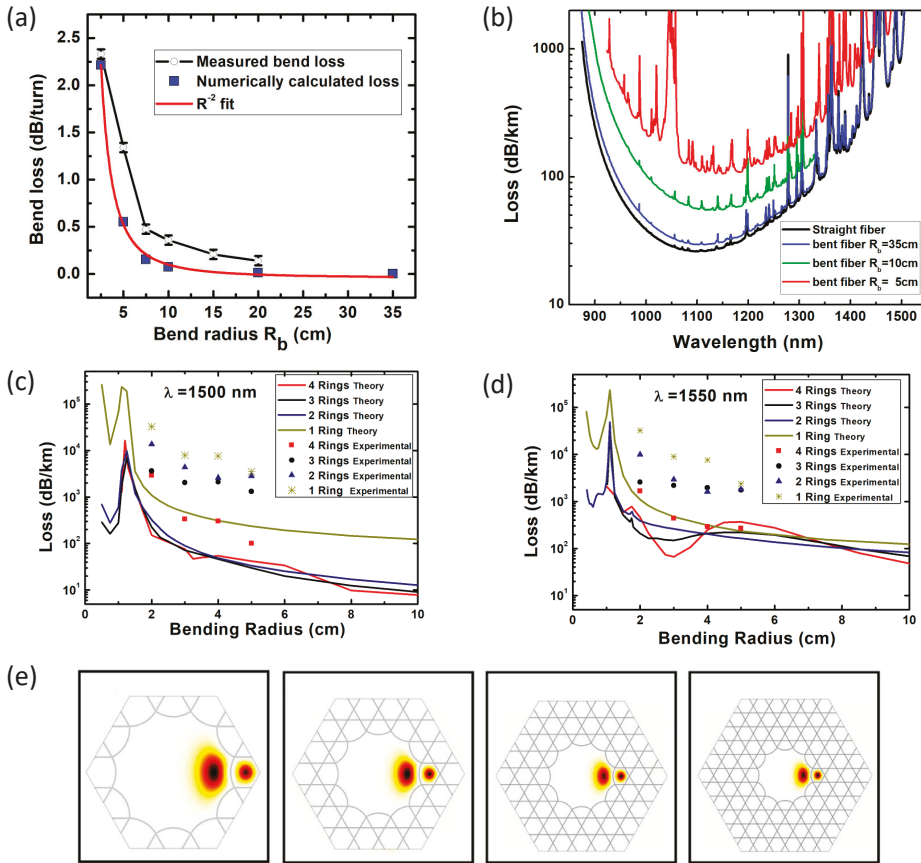 (a)
Bend loss (dB/turn)
2.5
2.0
1.5
1.0
0.5
0.0
Measured bend loss
Numerically calculated loss
R⁻² fit
5 10 15 20 25 30 35
Bend radius R_b (cm)
(b)
Loss (dB/km)
1000
100
10
Straight fiber
bent fiber R_b=35cm
bent fiber R_b=10cm
bent fiber R_b= 5cm
900 1000 1100 1200 1300 1400 1500
Wavelength (nm)
(c)
λ =1500 nm
Loss (dB/km)
10⁵
10⁴
10³
10²
10¹
4 Rings Theory
3 Rings Theory
2 Rings Theory
1 Ring Theory
4 Rings Experimental
3 Rings Experimental
2 Rings Experimental
1 Ring Experimental
0 2 4 6 8 10
Bending Radius (cm)
(d)
λ =1550 nm
Loss (dB/km)
10⁵
10⁴
10³
10²
10¹
4 Rings Theory
3 Rings Theory
2 Rings Theory
1 Ring Theory
4 Rings Experimental
3 Rings Experimental
2 Rings Experimental
1 Ring Experimental
0 2 4 6 8 10
Bending Radius (cm)
(e)